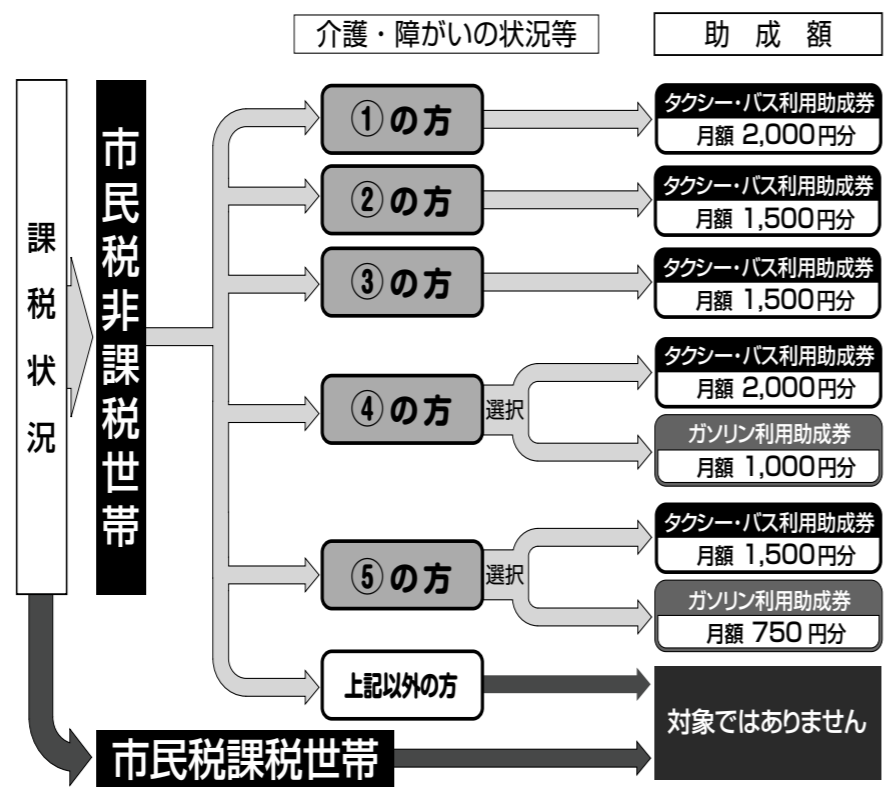 介護・障がいの状況等
助成額
課税状況
市民税非課税世帯
①の方
タクシー・バス利用助成券
月額 2,000円分
②の方
タクシー・バス利用助成券
月額 1,500円分
③の方
タクシー・バス利用助成券
月額 1,500円分
④の方
選択
タクシー・バス利用助成券
月額 2,000円分
ガソリン利用助成券
月額 1,000円分
⑤の方
選択
タクシー・バス利用助成券
月額 1,500円分
ガソリン利用助成券
月額 750 円分
上記以外の方
対象ではありません
市民税課税世帯